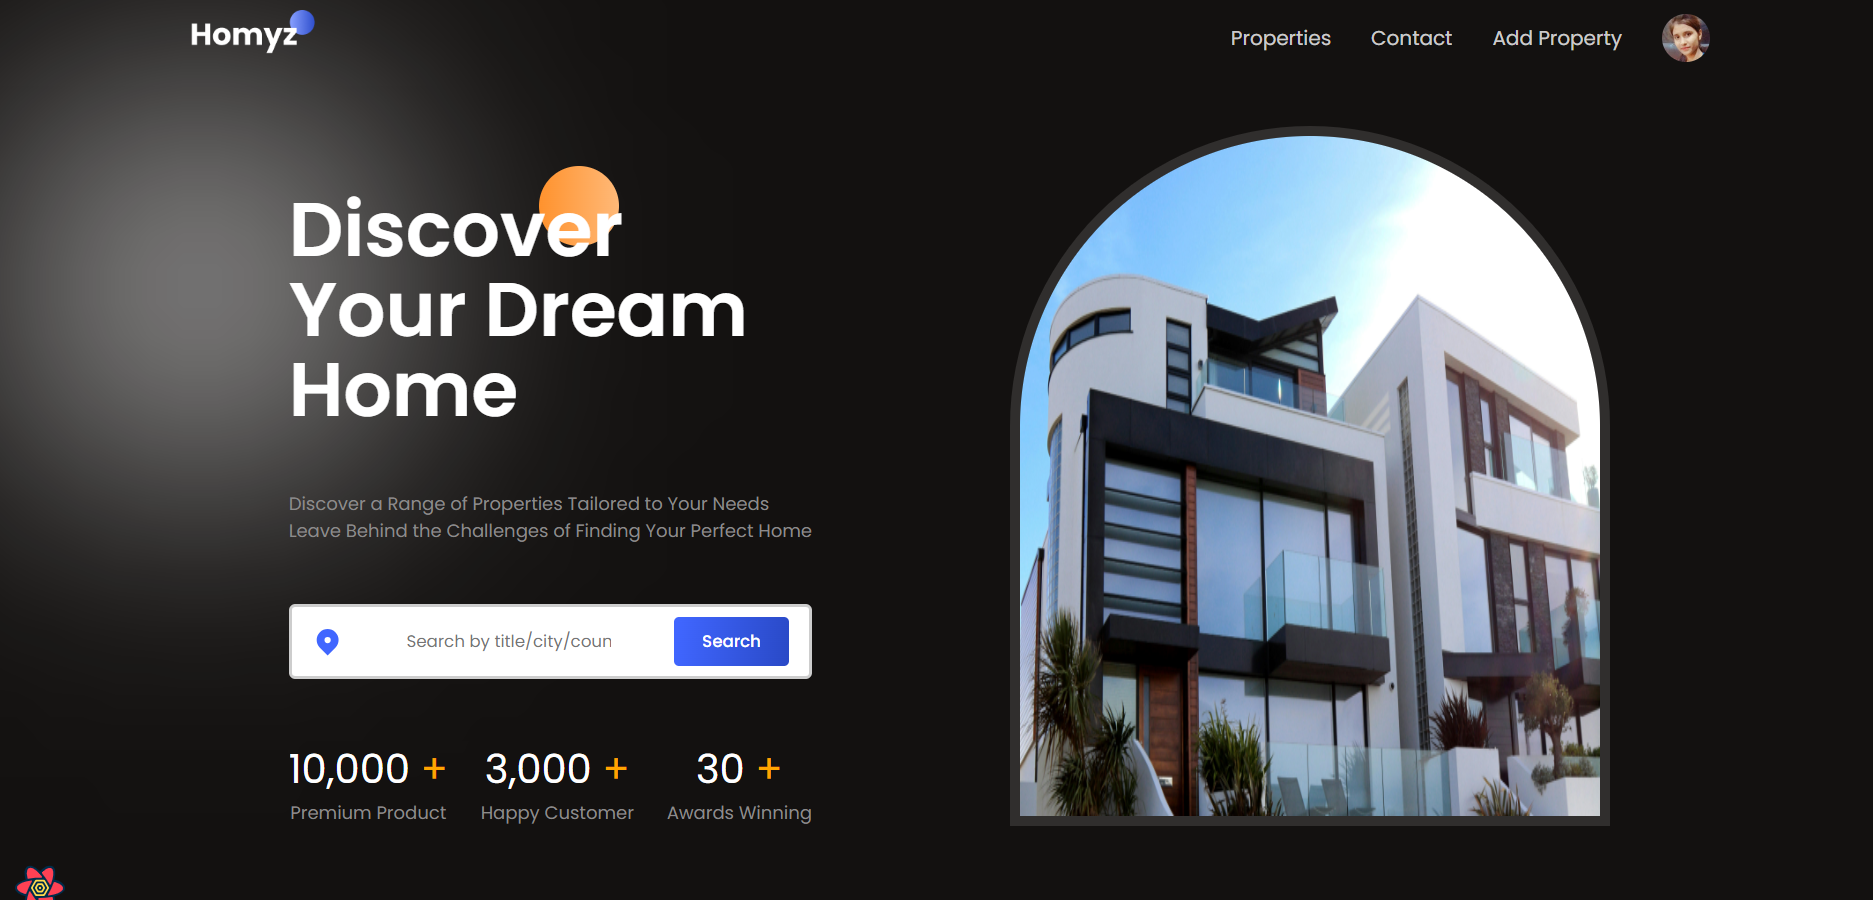 Homyz
Properties
Contact
Add Property
Discover
Your Dream
Home
Discover a Range of Properties Tailored to Your Needs
Leave Behind the Challenges of Finding Your Perfect Home
Search by title/city/coun
Search
10,000 +
3,000 +
30 +
Premium Product
Happy Customer
Awards Winning